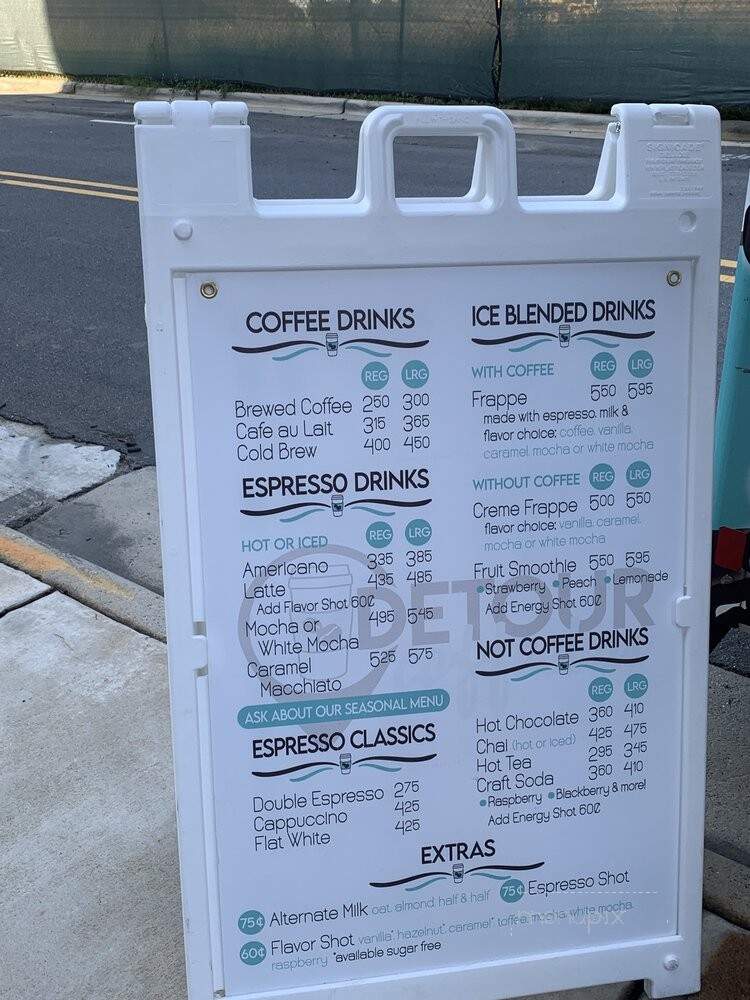 SIGNICADE
COFFEE DRINKS
REG LRG
Brewed Coffee 250 300
Cafe au Lait 315 365
Cold Brew 400 450
ESPRESSO DRINKS
HOT OR ICED REG LRG
Americano 335 385
Latte 435 485
Add Flavor Shot 60¢
Mocha or 495 545
White Mocha
Caramel 525 575
Macchiato
ASK ABOUT OUR SEASONAL MENU
ESPRESSO CLASSICS
Double Espresso 275
Cappuccino 425
Flat White 425
ICE BLENDED DRINKS
WITH COFFEE REG LRG
Frappe 550 595
made with espresso, milk &
flavor choice: coffee, vanilla,
caramel, mocha or white mocha
WITHOUT COFFEE REG LRG
Creme Frappe 500 550
flavor choice: vanilla, caramel,
mocha or white mocha
Fruit Smoothie 550 595
•Strawberry •Peach •Lemonade
Add Energy Shot 60¢
DETOUR
NOT COFFEE DRINKS
REG LRG
Hot Chocolate 360 410
Chai (hot or iced) 425 475
Hot Tea 295 345
Craft Soda 360 410
•Raspberry •Blackberry & more!
Add Energy Shot 60¢
EXTRAS
75¢ Alternate Milk oat, almond, half & half 75¢ Espresso Shot
60¢ Flavor Shot vanilla*, hazelnut*, caramel*, toffee, mocha, white mocha,
raspberry *available sugar free